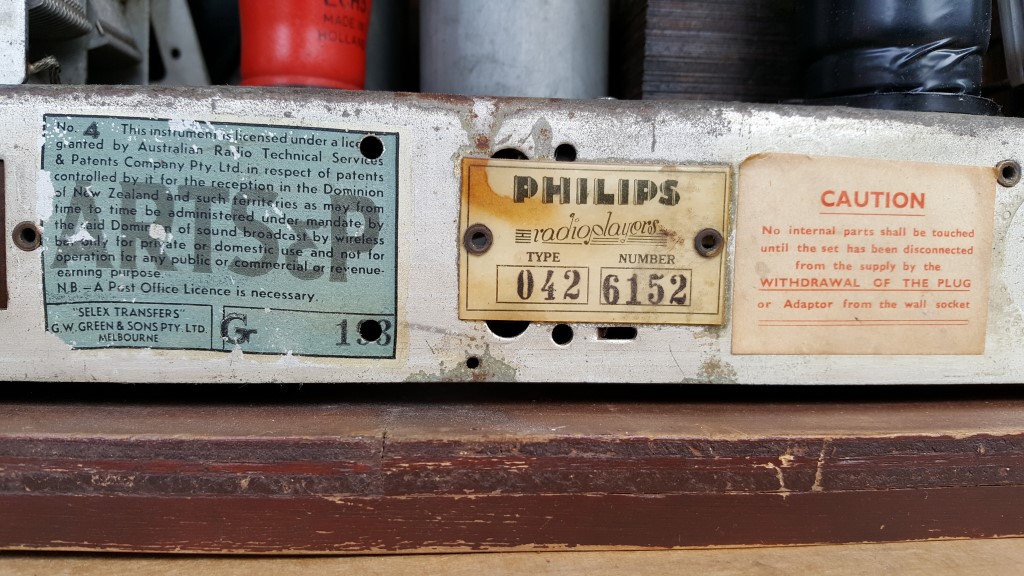 MADE IN
HOLLAND
No. 4 This instrument is licensed under a
granted by Australian Radio Technical Services
& Patents Company Pty. Ltd. in respect of patents
controlled by it for the reception in the Dominion
of New Zealand and such territories as may from
time to time be administered under mandate by
the said Dominion of sound broadcast by wireless
only for private or domestic use and not for
operation for any public or commercial or revenue-
earning purpose.
N.B.—A Post Office Licence is necessary.
ARTS&P
"SELEX TRANSFERS"
G.W. GREEN & SONS PTY. LTD.
MELBOURNE
G
PHILIPS
radioplayers
TYPE NUMBER
042 6152
CAUTION
No internal parts shall be touched
until the set has been disconnected
from the supply by the
WITHDRAWAL OF THE PLUG
or Adaptor from the wall socket